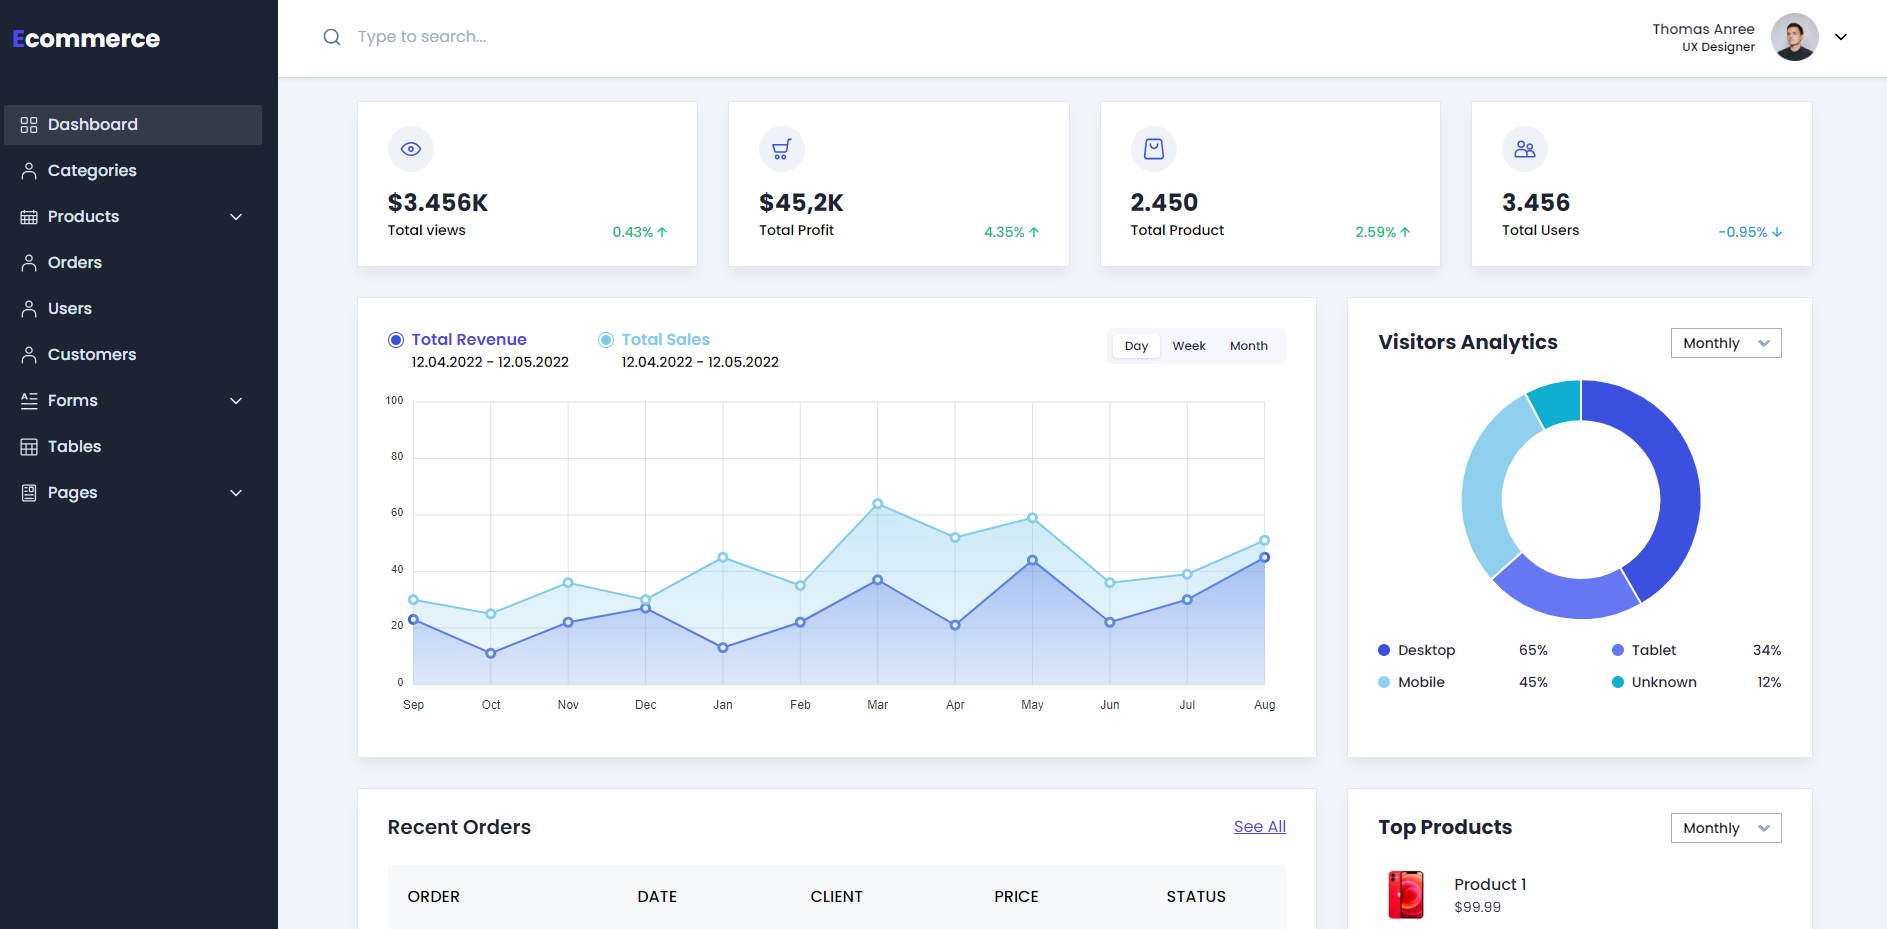 Ecommerce
Dashboard
Categories
Products
Orders
Users
Customers
Forms
Tables
Pages
Type to search...
Thomas Anree
UX Designer
$3.456K
Total views
0.43%
$45,2K
Total Profit
4.35%
2.450
Total Product
2.59%
3.456
Total Users
-0.95%
Total Revenue
12.04.2022 - 12.05.2022
Total Sales
12.04.2022 - 12.05.2022
Day Week Month
100
80
60
40
20
0
Sep Oct Nov Dec Jan Feb Mar Apr May Jun Jul Aug
Visitors Analytics
Monthly
Desktop 65%
Tablet 34%
Mobile 45%
Unknown 12%
Recent Orders
See All
ORDER DATE CLIENT PRICE STATUS
Top Products
Monthly
Product 1
$99.99